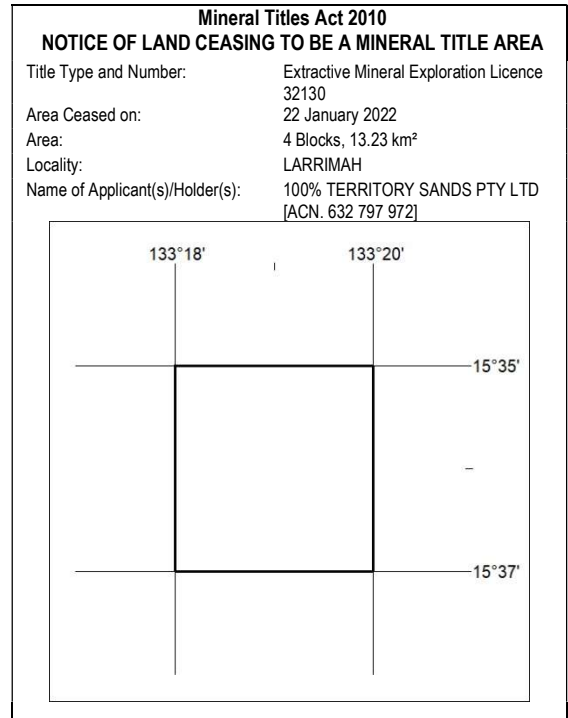 Mineral Titles Act 2010
NOTICE OF LAND CEASING TO BE A MINERAL TITLE AREA
Title Type and Number: Extractive Mineral Exploration Licence
32130
Area Ceased on: 22 January 2022
Area: 4 Blocks, 13.23 km²
Locality: LARRIMAH
Name of Applicant(s)/Holder(s): 100% TERRITORY SANDS PTY LTD
[ACN. 632 797 972]
133°18' 133°20'
15°35'
15°37'